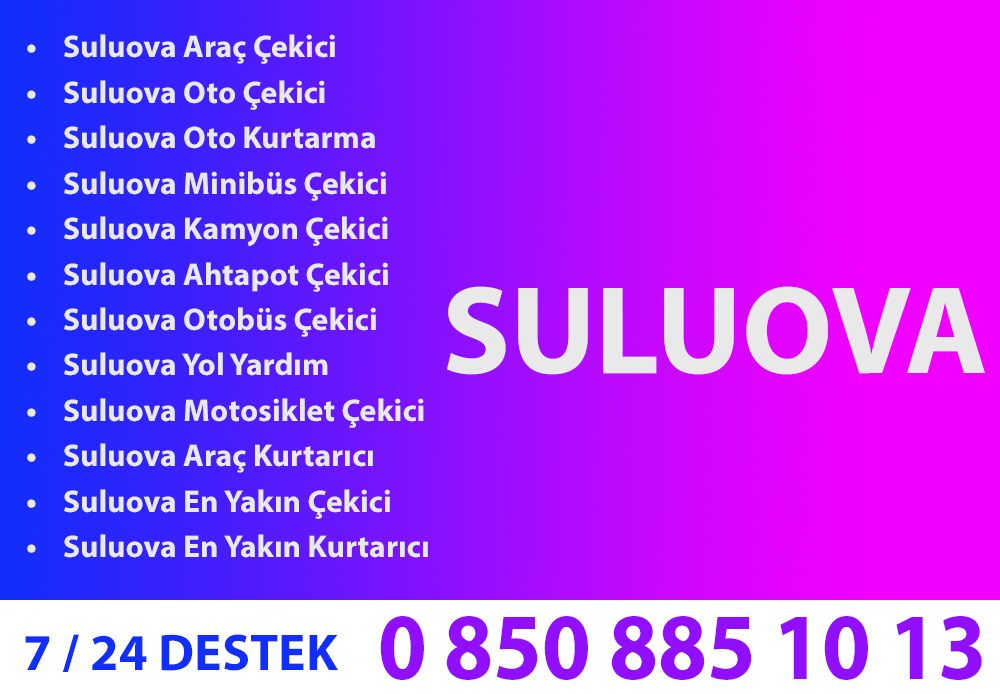 • Suluova Araç Çekici
• Suluova Oto Çekici
• Suluova Oto Kurtarma
• Suluova Minibüs Çekici
• Suluova Kamyon Çekici
• Suluova Ahtapot Çekici
• Suluova Otobüs Çekici
• Suluova Yol Yardım
• Suluova Motosiklet Çekici
• Suluova Araç Kurtarıcı
• Suluova En Yakın Çekici
• Suluova En Yakın Kurtarıcı
SULUOVA
7 / 24 DESTEK 0 850 885 10 13